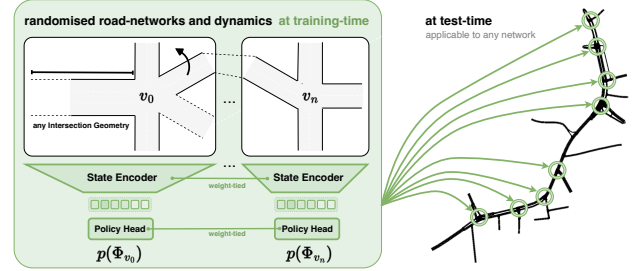 randomised road-networks and dynamics at training-time
at test-time
applicable to any network
v₀
...
vₙ
any Intersection Geometry
...
State Encoder
State Encoder
weight-tied
Policy Head
Policy Head
weight-tied
p(Φᵥ₀)
p(Φᵥₙ)